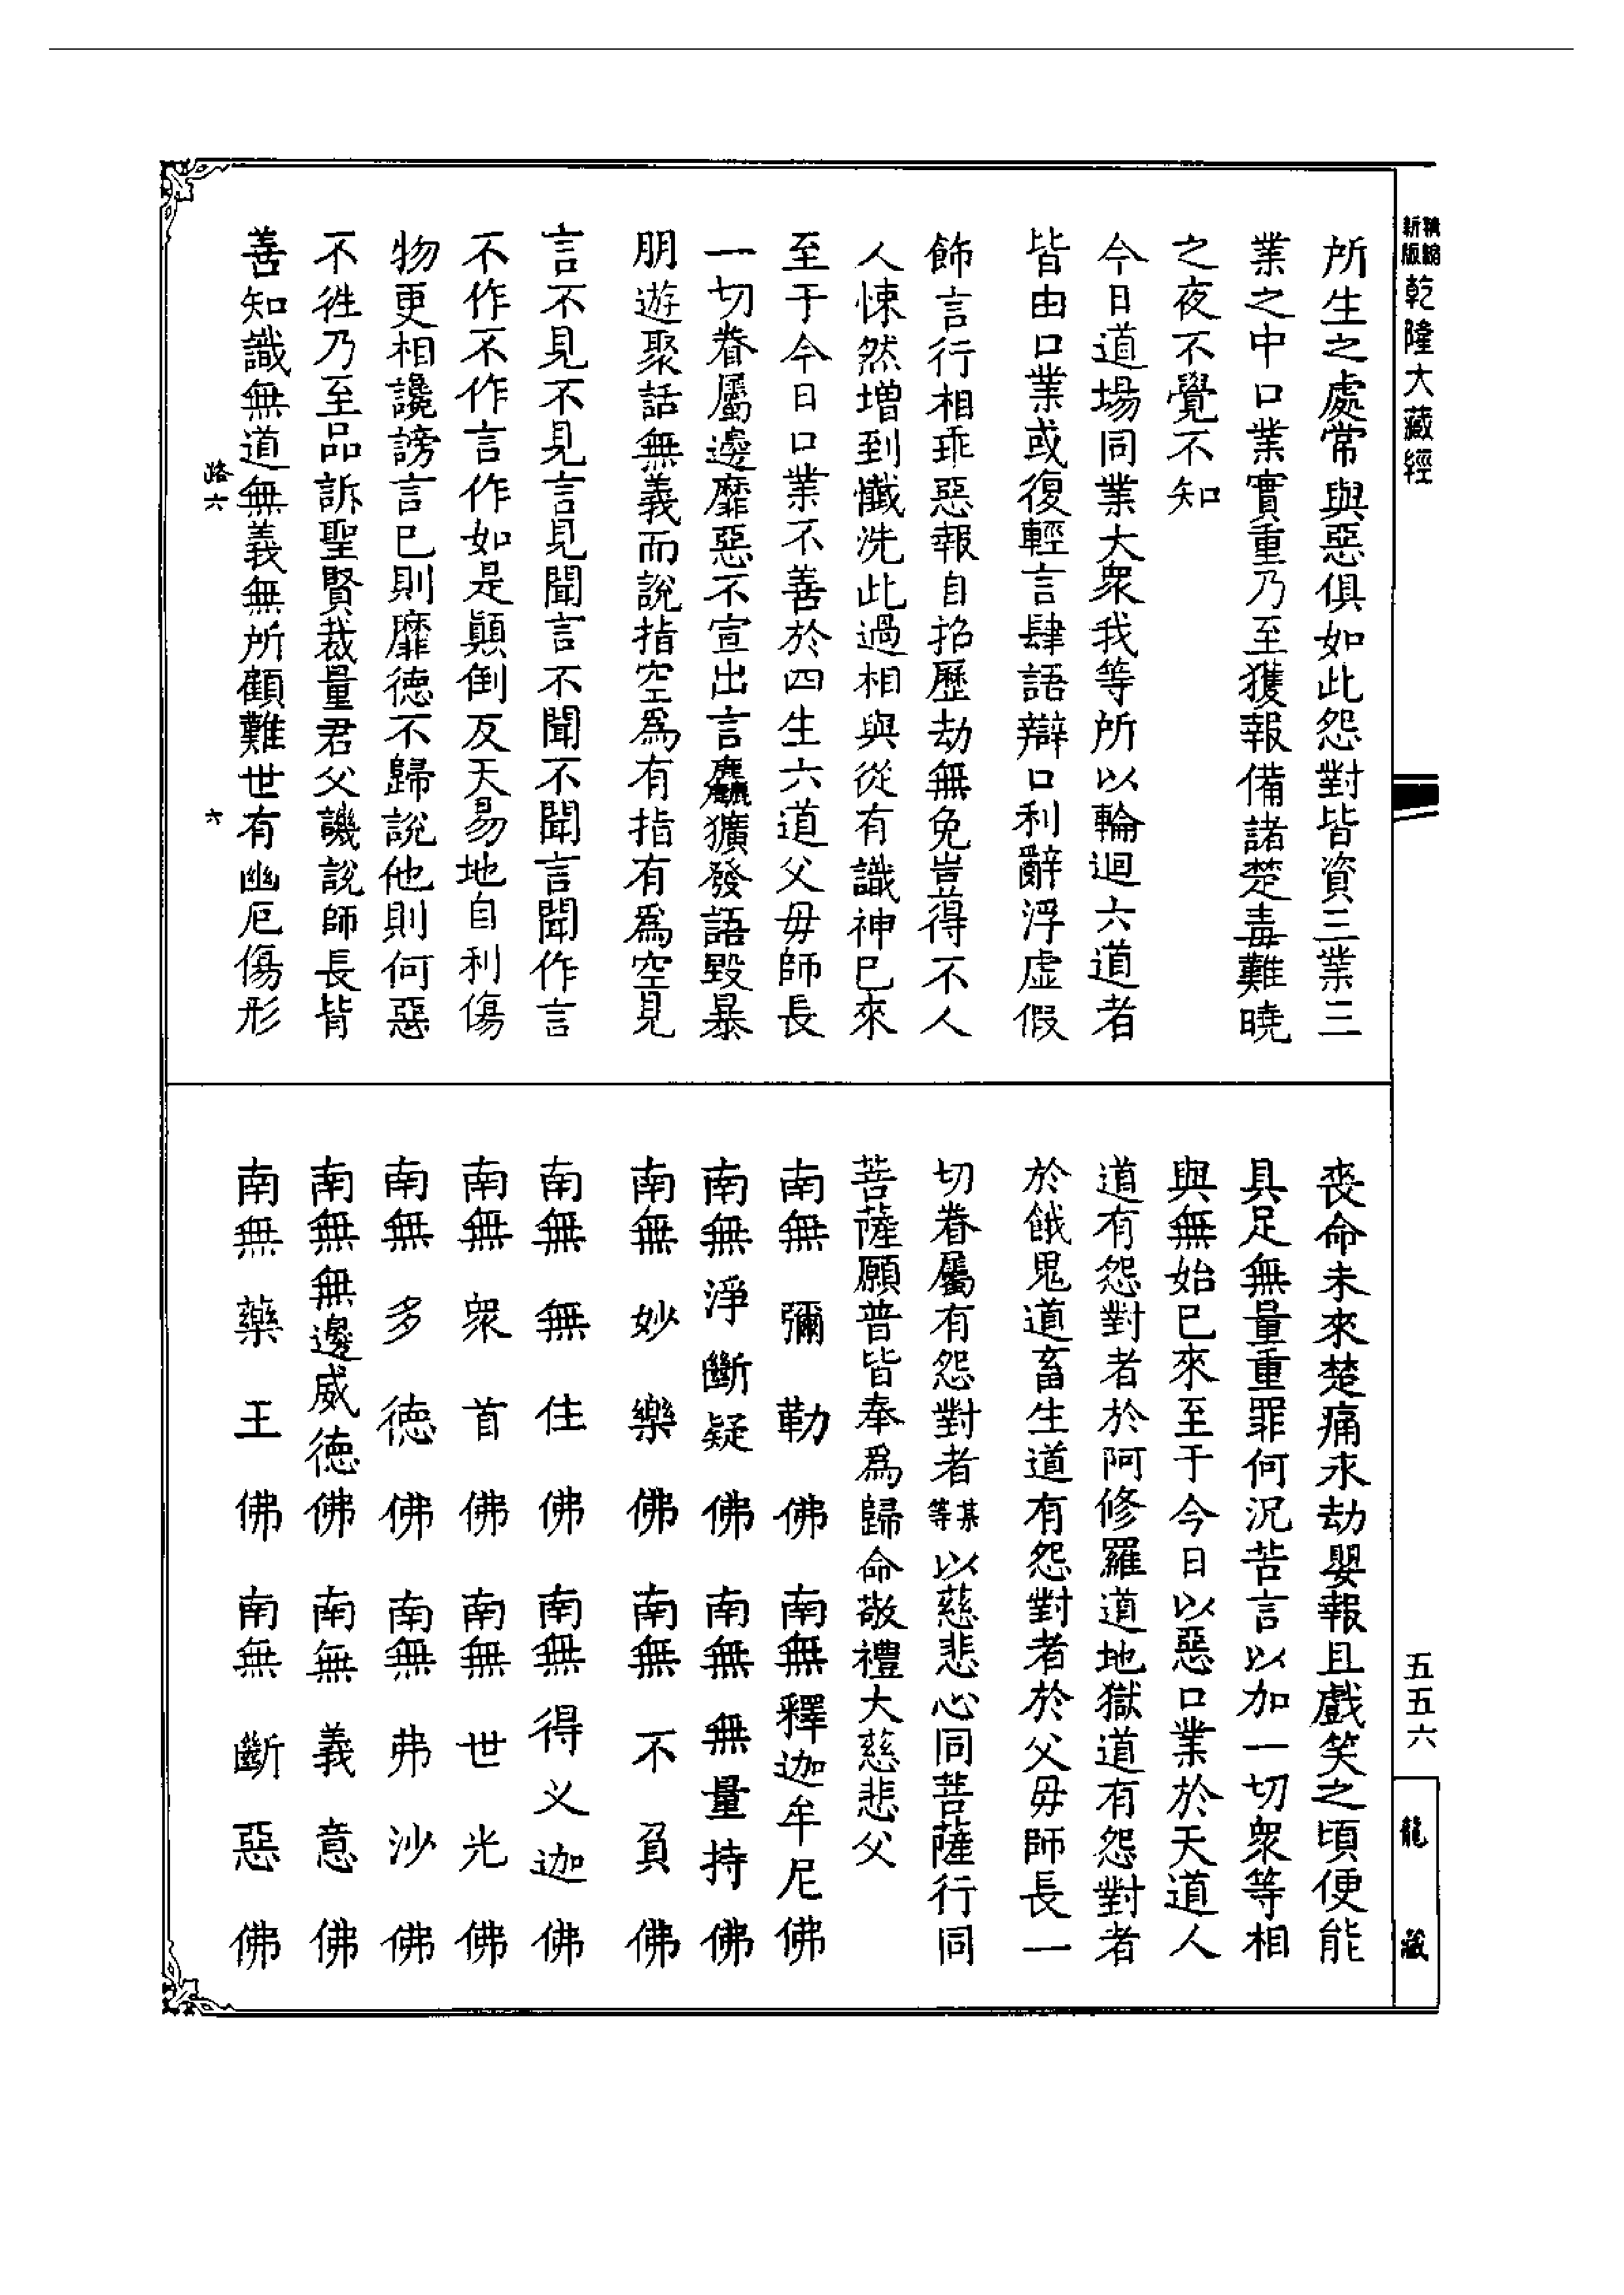 精縮新版乾隆大藏經
五五六
龍藏
所生之處常與惡俱如此怨對皆資三業三
業之中口業實重乃至獲報備諸楚毒難曉
之夜不覺不知
今日道場同業大眾我等所以輪迴六道者
皆由口業或復輕言肆語辯口利辭浮虛假
飾言行相乖惡報自招歷劫無免豈得不人
人悚然增到懺洗此過相與從有識神已來
至于今日口業不善於四生六道父母師長
一切眷屬邊靡惡不宣出言麤獷發語毀暴
朋遊聚話無義而說指空為有指有為空見
言不見不見言見聞言不聞不聞言聞作言
不作不作言作如是顛倒反天易地自利傷
物更相讒謗言已則靡德不歸說他則何惡
不徃乃至品訴聖賢裁量君父譏說師長背
善知識無道無義無所顧難世有幽厄傷形
路六
六
喪命未來楚痛永劫嬰報且戲笑之頃便能
具足無量重罪何況苦言以加一切眾等相
與無始已來至于今日以惡口業於天道人
道有怨對者於阿修羅道地獄道有怨對者
於餓鬼道畜生道有怨對者於父母師長一
切眷屬有怨對者某等以慈悲心同菩薩行同
菩薩願普皆奉為歸命敬禮大慈悲父
南無彌勒佛 南無釋迦牟尼佛
南無淨斷疑佛 南無無量持佛
南無妙樂佛 南無不負佛
南無無住佛 南無得义迦佛
南無眾首佛 南無世光佛
南無多德佛 南無弗沙佛
南無無邊威德佛 南無義意佛
南無藥王佛 南無斷惡佛